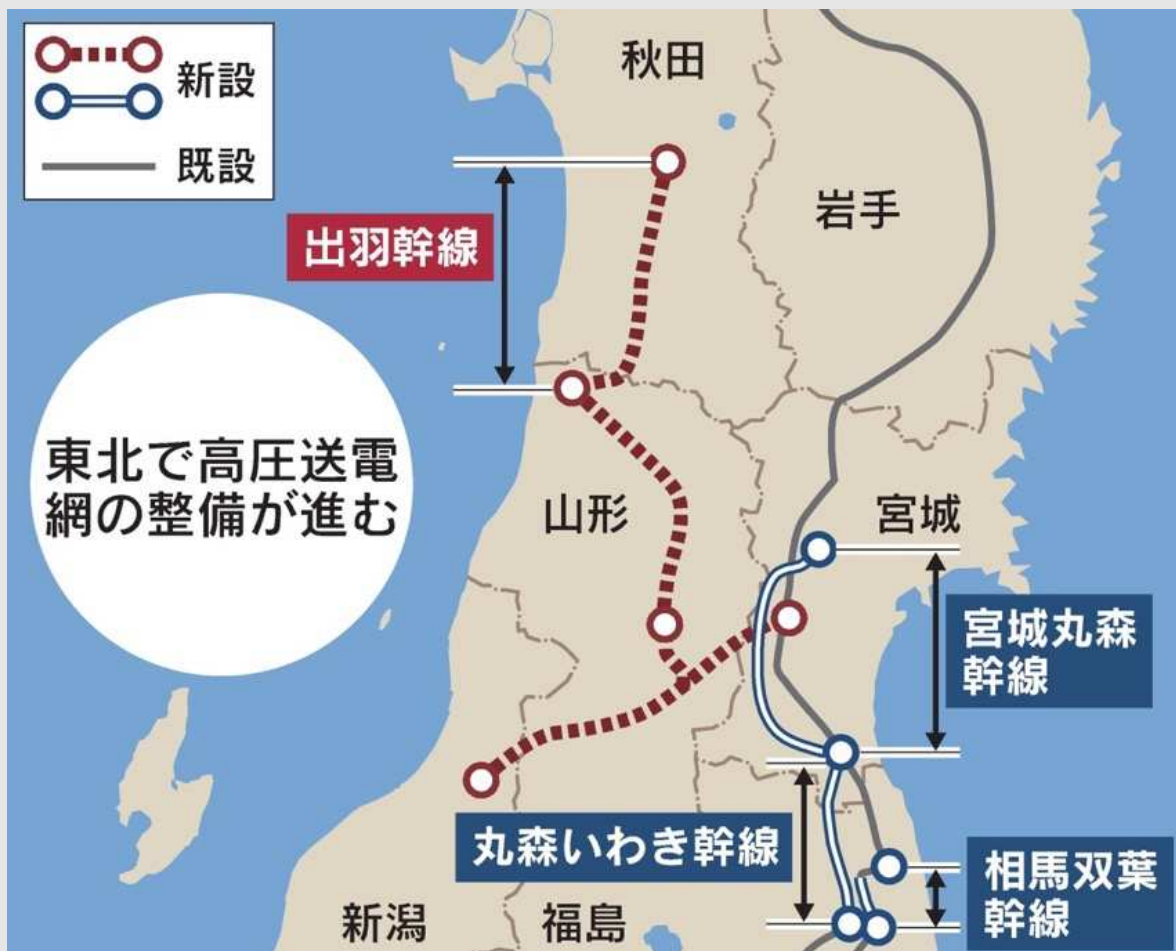 新設
既設
秋田
岩手
出羽幹線
東北で高圧送電
網の整備が進む
山形
宮城
宮城丸森
幹線
丸森いわき幹線
相馬双葉
幹線
新潟
福島